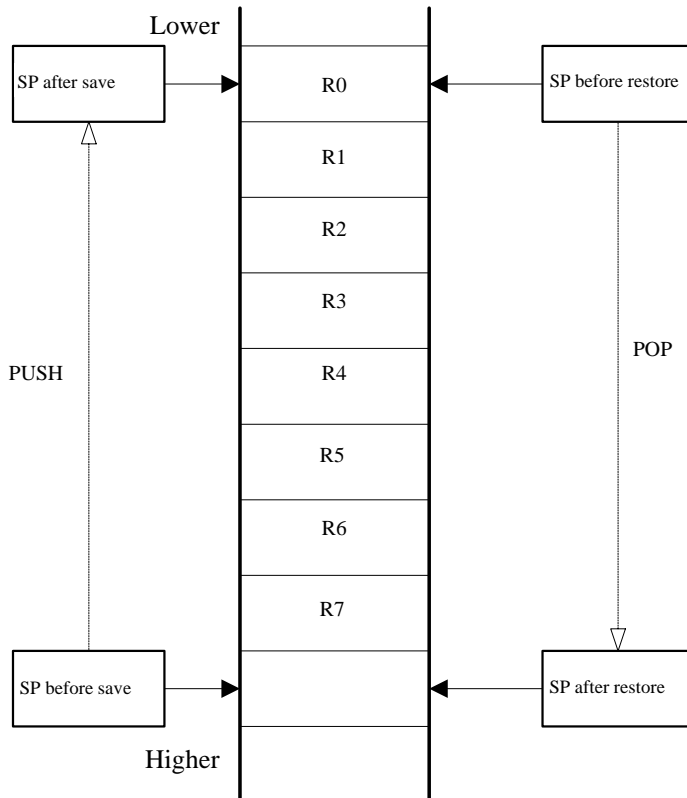 Lower
SP after save
R0
SP before restore
R1
R2
R3
PUSH
R4
POP
R5
R6
R7
SP before save
SP after restore
Higher